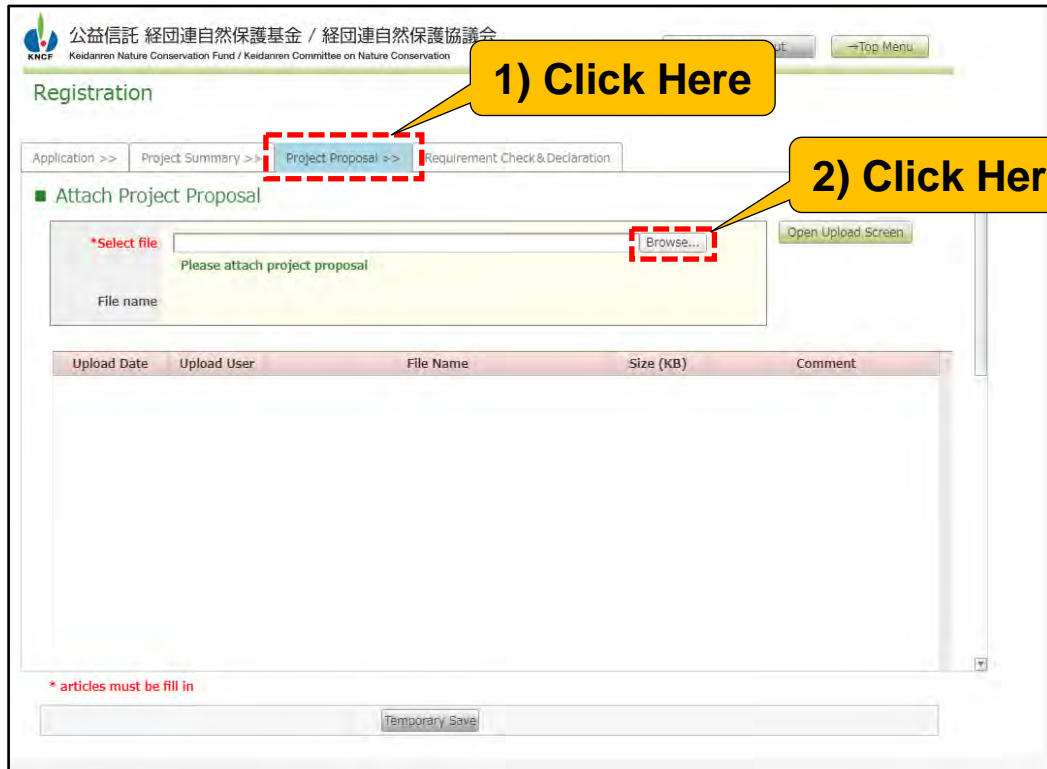 公益信託 経団連自然保護基金 / 経団連自然保護協議会
KNCF Keidanren Nature Conservation Fund / Keidanren Committee on Nature Conservation
→Top Menu
1) Click Here
Registration
Application >> Project Summary >> Project Proposal >> Requirement Check & Declaration
2) Click Her
■ Attach Project Proposal
*Select file Browse... Open Upload Screen
Please attach project proposal
File name
Upload Date Upload User File Name Size (KB) Comment
* articles must be fill in
Temporary Save